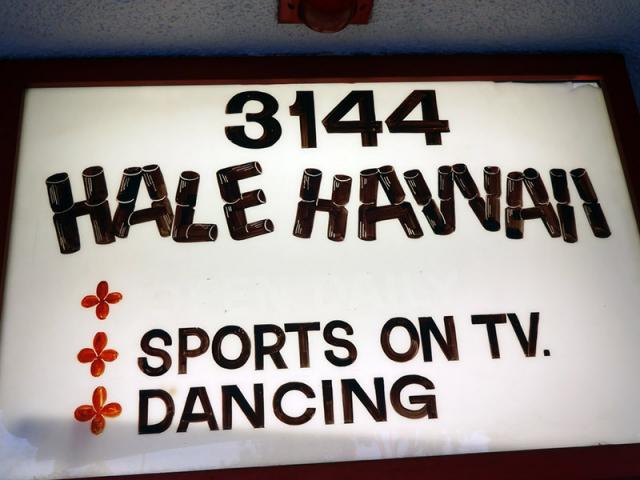 3144
HALE HAWAII
SPORTS ON TV.
DANCING